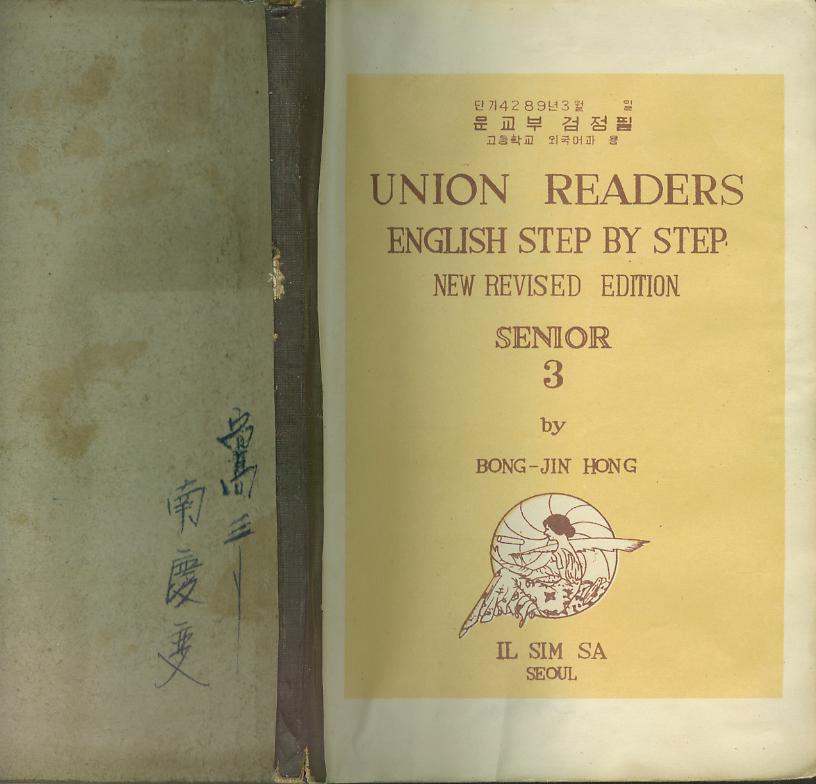 高三
南慶
단기4289년3월 일
문교부 검정필
고등학교 외국어과 용
UNION READERS
ENGLISH STEP BY STEP
NEW REVISED EDITION
SENIOR
3
by
BONG-JIN HONG
IL SIM SA
SEOUL